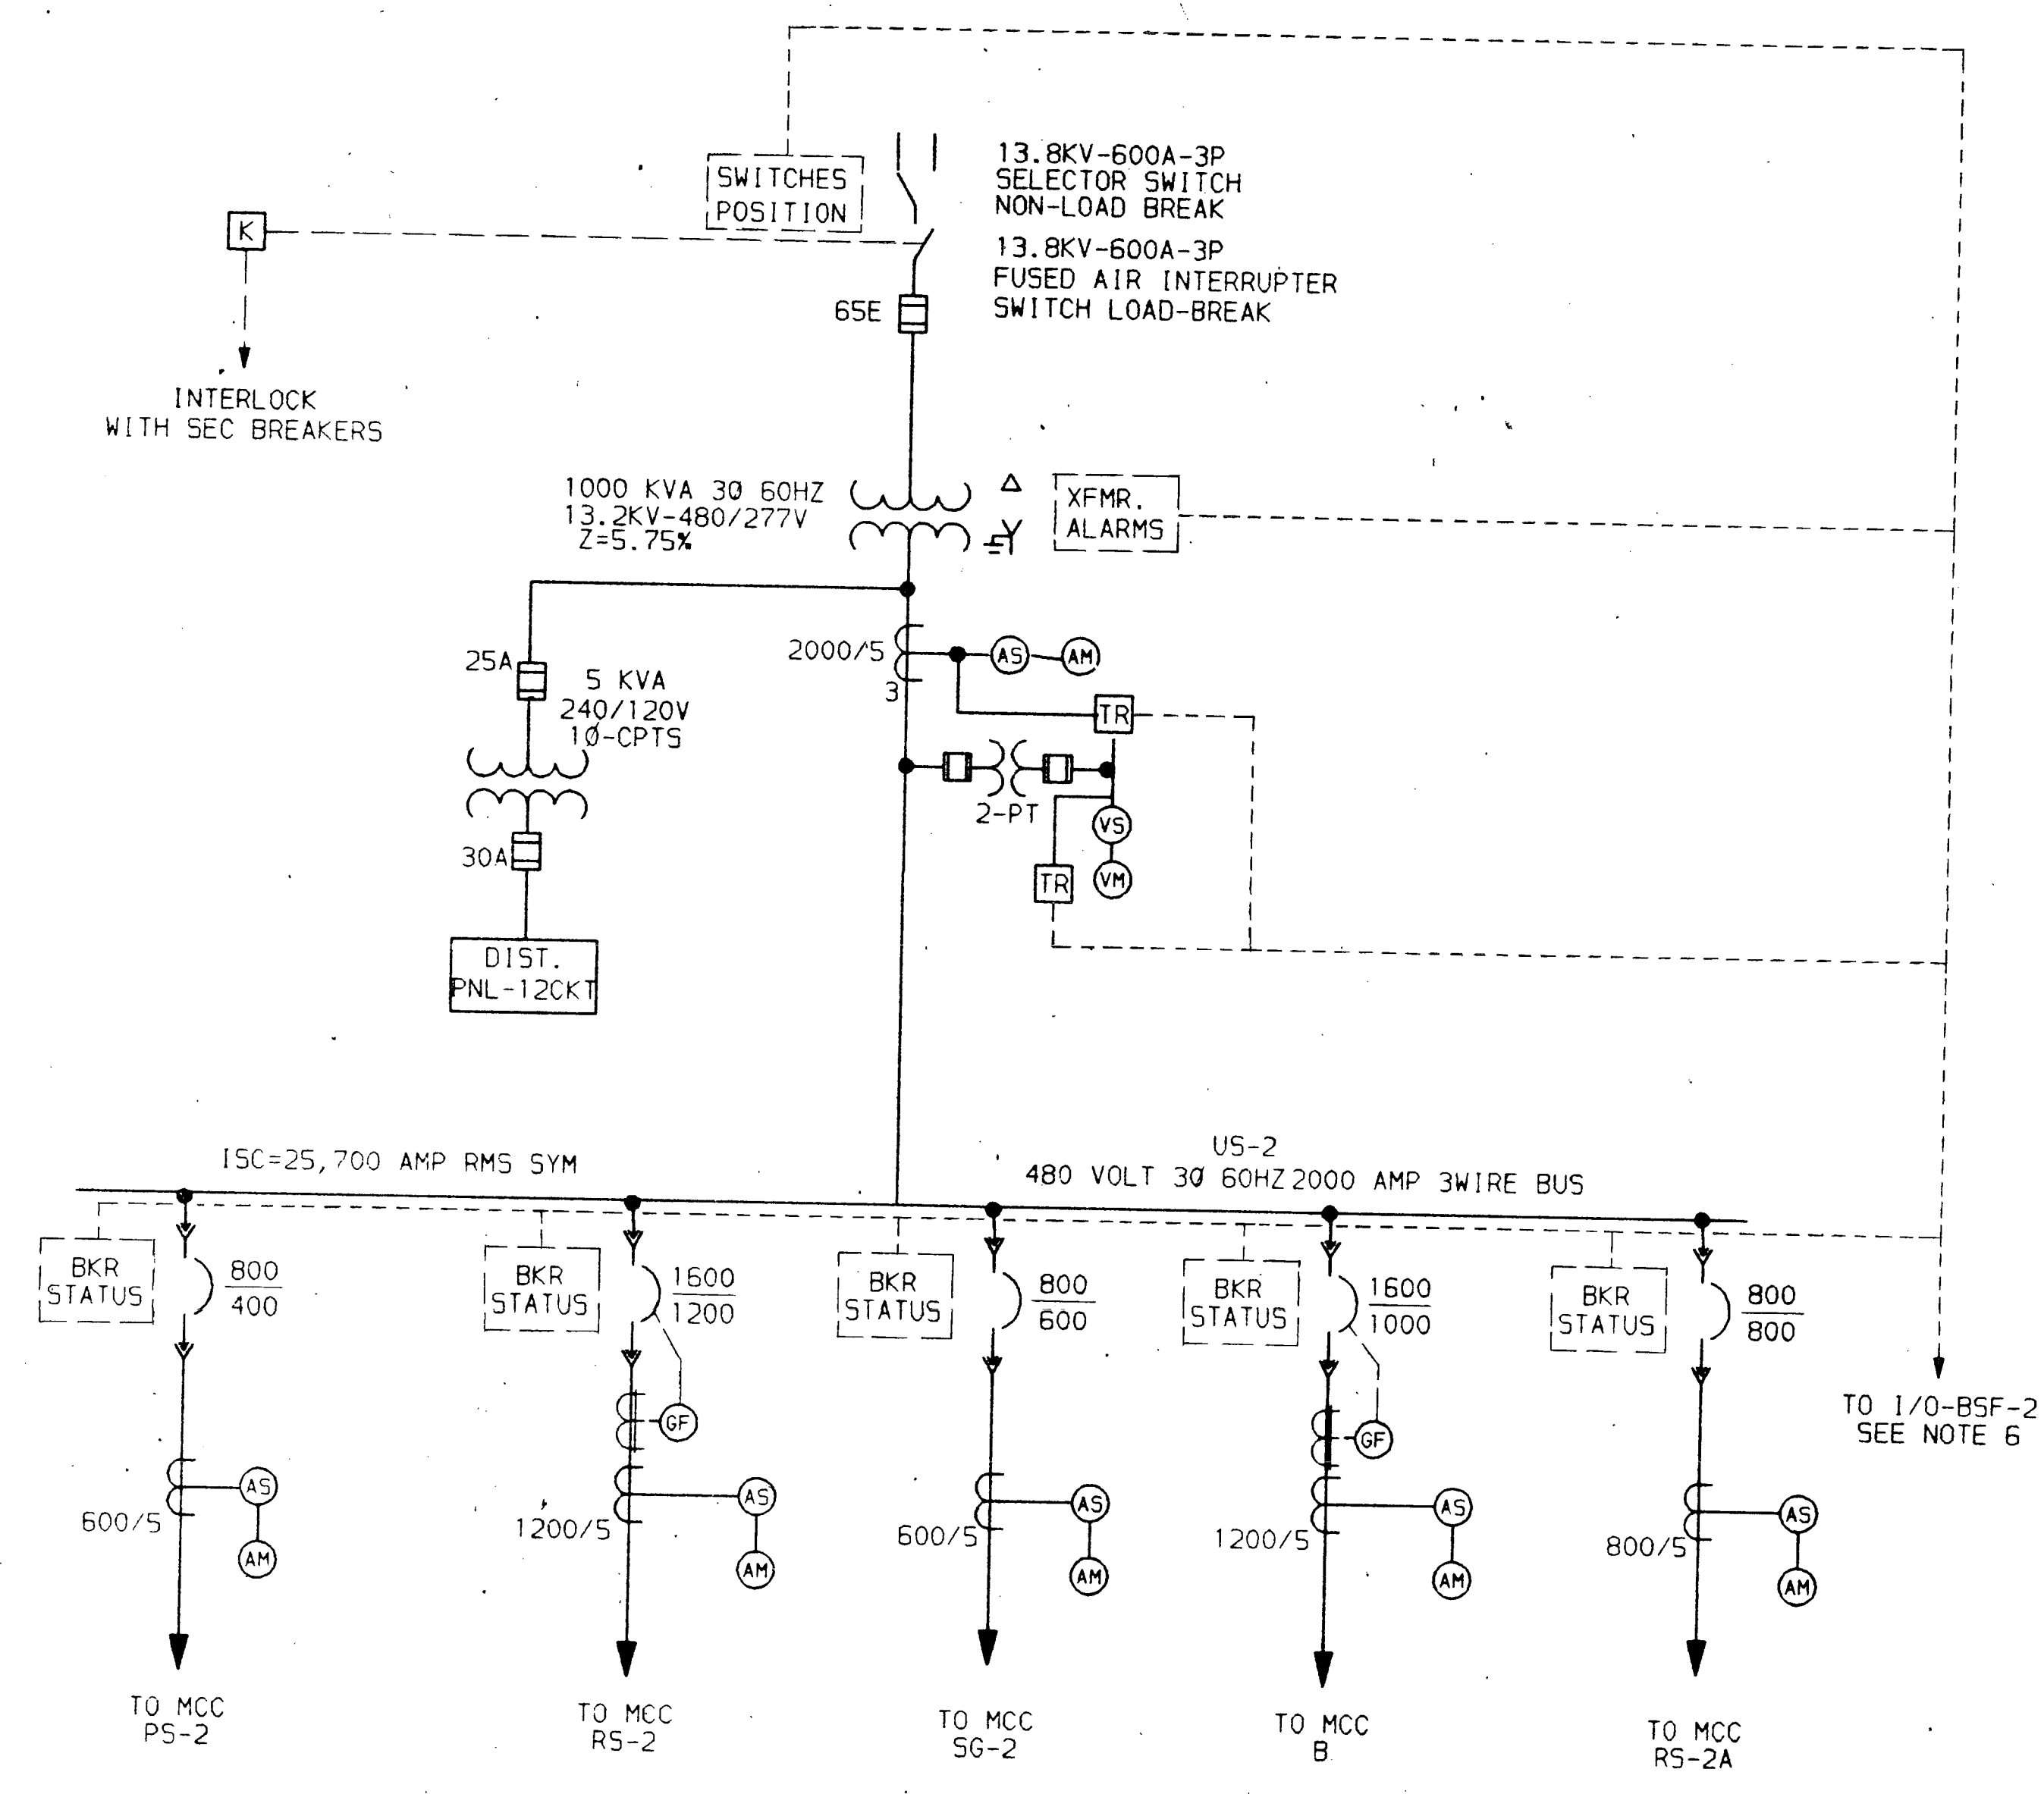 13.8KV-600A-3P
SELECTOR SWITCH
NON-LOAD BREAK
SWITCHES
POSITION
K
13.8KV-600A-3P
FUSED AIR INTERRUPTER
SWITCH LOAD-BREAK
65E
INTERLOCK
WITH SEC BREAKERS
1000 KVA 3Ø 60HZ
13.2KV-480/277V
Z=5.75%
XFMR.
ALARMS
2000/5
3
AS
AM
25A
5 KVA
240/120V
1Ø-CPTS
TR
2-PT
VS
VM
TR
30A
DIST.
PNL-12CKT
ISC=25,700 AMP RMS SYM
US-2
480 VOLT 3Ø 60HZ 2000 AMP 3WIRE BUS
BKR
STATUS
800
400
BKR
STATUS
1600
1200
BKR
STATUS
800
600
BKR
STATUS
1600
1000
BKR
STATUS
800
800
TO I/O-BSF-2
SEE NOTE 6
GF
GF
600/5
AS
AM
1200/5
AS
AM
600/5
AS
AM
1200/5
AS
AM
800/5
AS
AM
TO MCC
PS-2
TO MCC
RS-2
TO MCC
SG-2
TO MCC
B
TO MCC
RS-2A